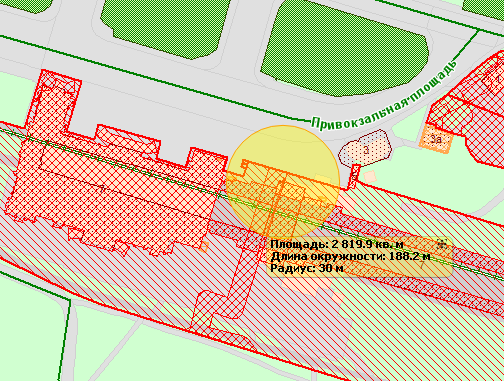 Привокзальная площадь
3
3а
Площадь: 2 819.9 кв. м
Длина окружности: 188.2 м
Радиус: 30 м